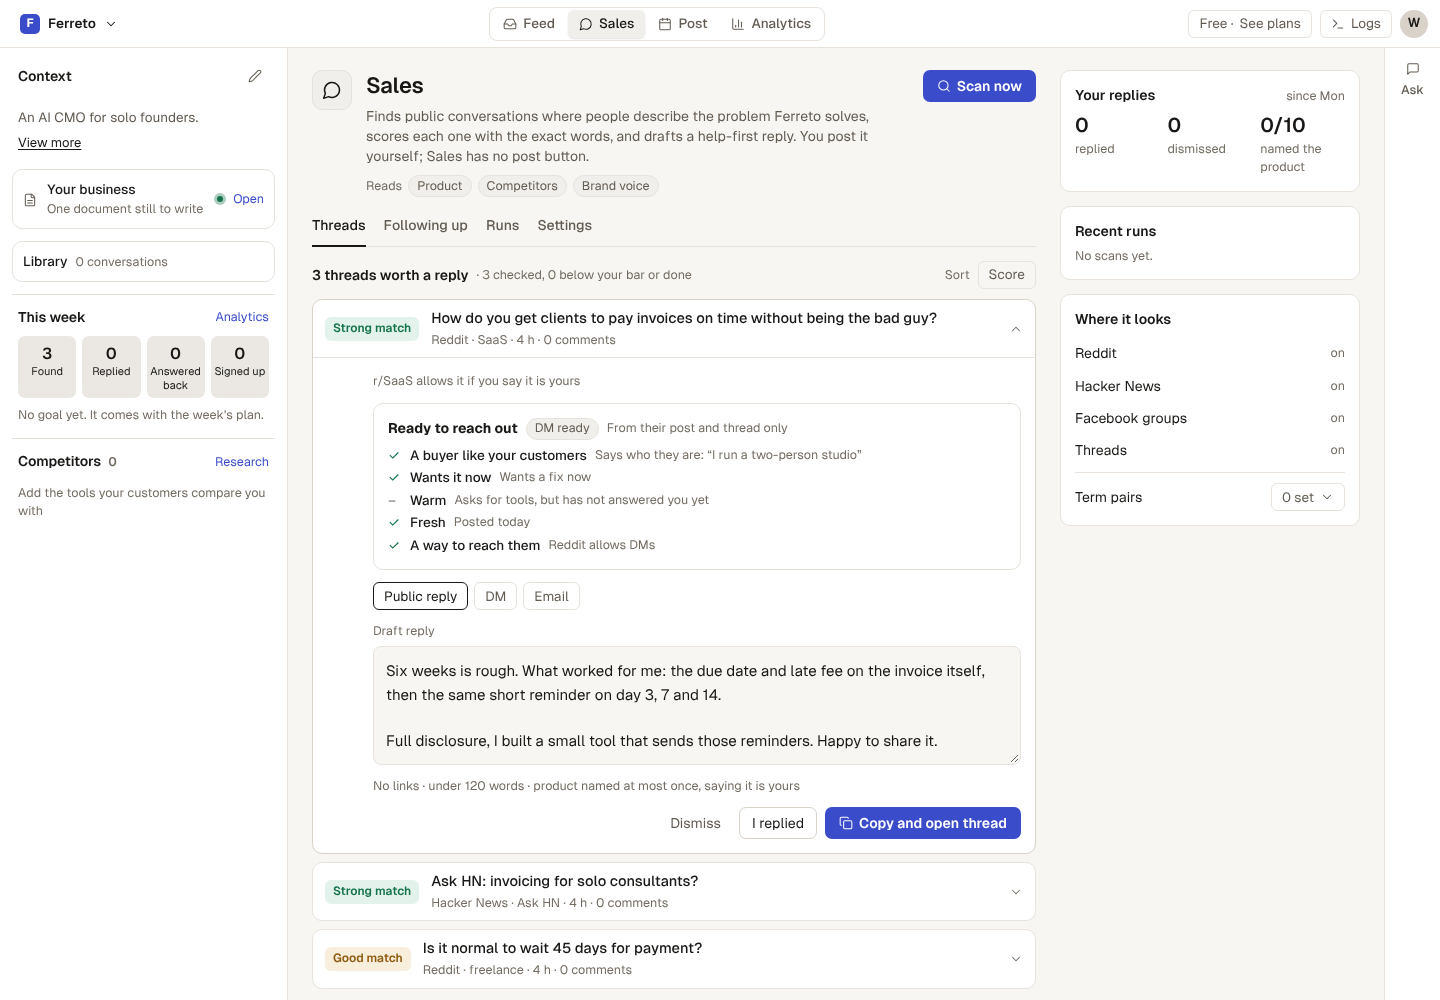 F Ferreto
Feed Sales Post Analytics
Free · See plans Logs W
Context
An AI CMO for solo founders.
View more
Your business
One document still to write Open
Library 0 conversations
This week Analytics
3 0 0 0
Found Replied Answered back Signed up
No goal yet. It comes with the week's plan.
Competitors 0 Research
Add the tools your customers compare you
with
Sales
Scan now
Finds public conversations where people describe the problem Ferreto solves,
scores each one with the exact words, and drafts a help-first reply. You post it
yourself; Sales has no post button.
Reads Product Competitors Brand voice
Threads Following up Runs Settings
3 threads worth a reply · 3 checked, 0 below your bar or done Sort Score
Strong match How do you get clients to pay invoices on time without being the bad guy?
Reddit · SaaS · 4 h · 0 comments
r/SaaS allows it if you say it is yours
Ready to reach out DM ready From their post and thread only
A buyer like your customers Says who they are: “I run a two-person studio”
Wants it now Wants a fix now
– Warm Asks for tools, but has not answered you yet
Fresh Posted today
A way to reach them Reddit allows DMs
Public reply DM Email
Draft reply
Six weeks is rough. What worked for me: the due date and late fee on the invoice itself,
then the same short reminder on day 3, 7 and 14.
Full disclosure, I built a small tool that sends those reminders. Happy to share it.
No links · under 120 words · product named at most once, saying it is yours
Dismiss I replied Copy and open thread
Strong match Ask HN: invoicing for solo consultants?
Hacker News · Ask HN · 4 h · 0 comments
Good match Is it normal to wait 45 days for payment?
Reddit · freelance · 4 h · 0 comments
Your replies since Mon
0 0 0/10
replied dismissed named the
product
Recent runs
No scans yet.
Where it looks
Reddit on
Hacker News on
Facebook groups on
Threads on
Term pairs 0 set
Ask